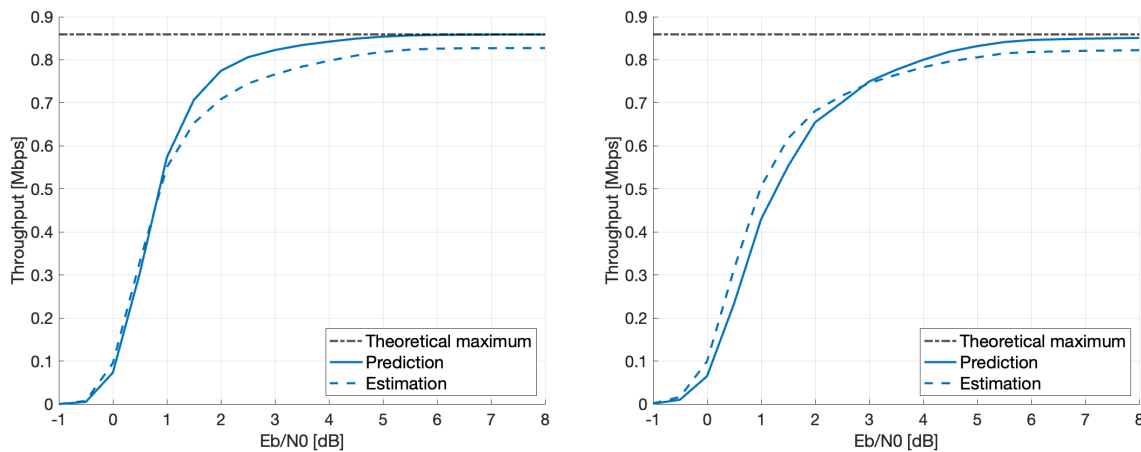 0.9
0.8
0.7
0.6
0.5
0.4
0.3
0.2
0.1
0
Throughput [Mbps]
-1 0 1 2 3 4 5 6 7 8
Eb/N0 [dB]
Theoretical maximum
Prediction
Estimation
0.9
0.8
0.7
0.6
0.5
0.4
0.3
0.2
0.1
0
Throughput [Mbps]
-1 0 1 2 3 4 5 6 7 8
Eb/N0 [dB]
Theoretical maximum
Prediction
Estimation